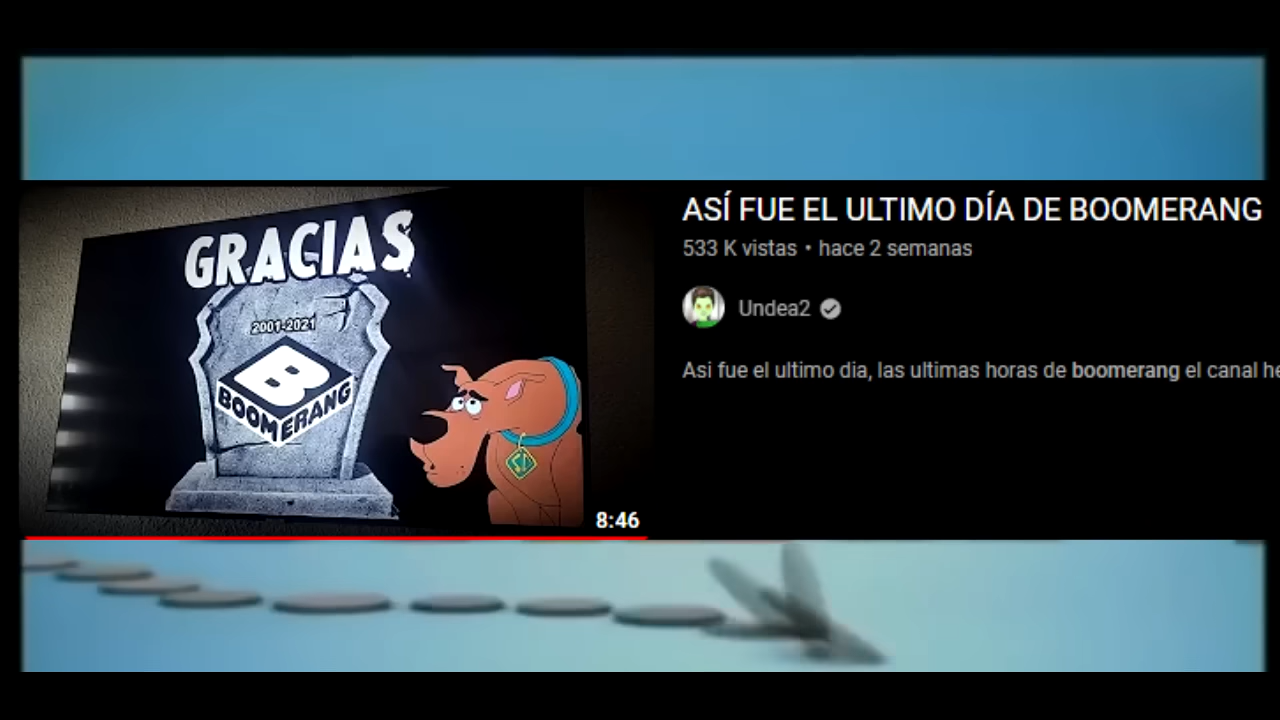 GRACIAS
2001-2021
B
BOOMERANG
SD
8:46
ASÍ FUE EL ULTIMO DÍA DE BOOMERANG
533 K vistas • hace 2 semanas
Undea2
Asi fue el ultimo dia, las ultimas horas de boomerang el canal he